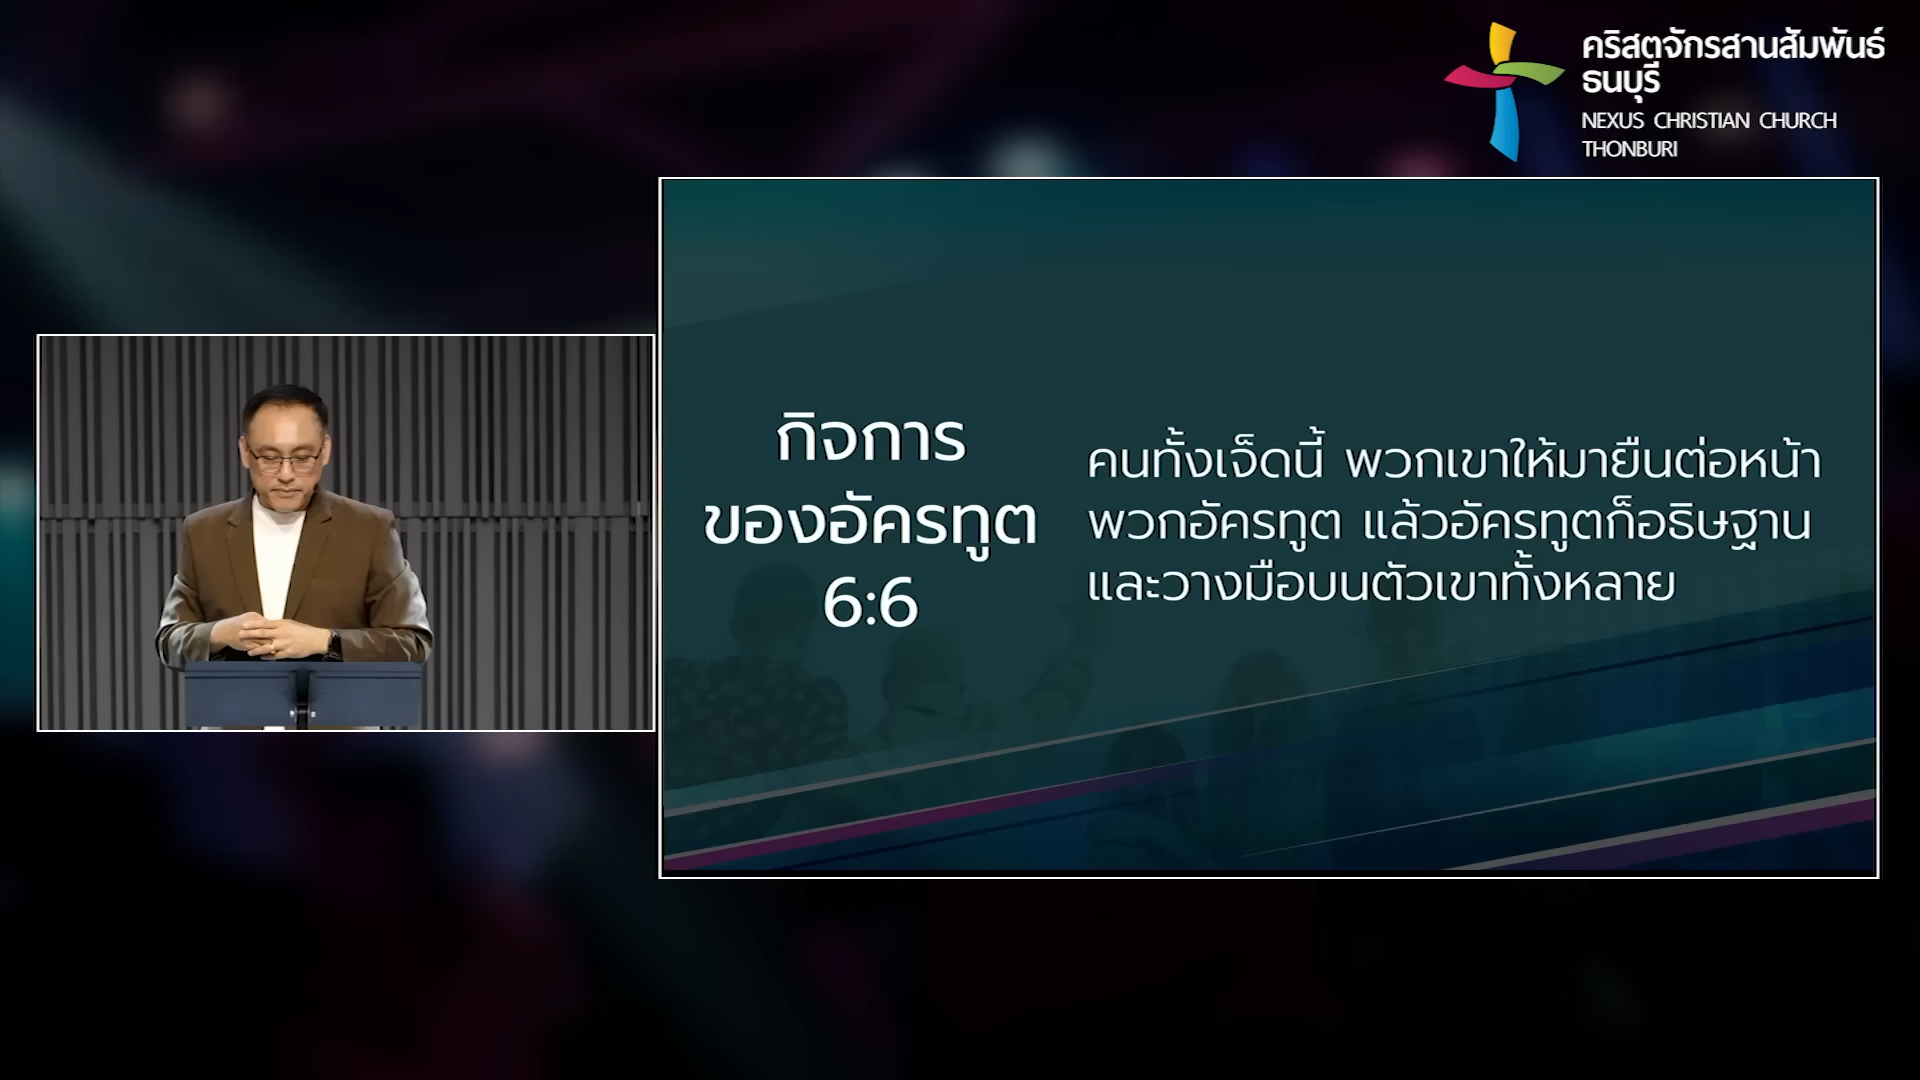 คริสตจักรสานสัมพันธ์
ธนบุรี
NEXUS CHRISTIAN CHURCH
THONBURI
กิจการ
ของอัครทูต
6:6
คนทั้งเจ็ดนี้ พวกเขาให้มายืนต่อหน้า
พวกอัครทูต แล้วอัครทูตก็อธิษฐาน
และวางมือบนตัวเขาทั้งหลาย